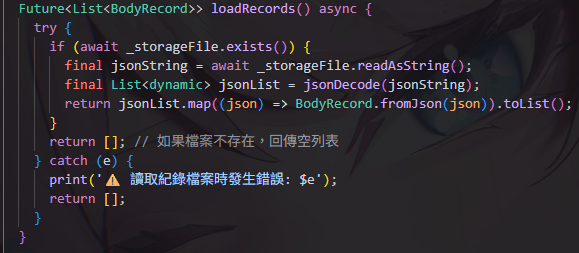 Future<List<BodyRecord>> loadRecords() async {
  try {
    if (await _storageFile.exists()) {
      final jsonString = await _storageFile.readAsString();
      final List<dynamic> jsonList = jsonDecode(jsonString);
      return jsonList.map((json) => BodyRecord.fromJson(json)).toList();
    }
    return []; // 如果檔案不存在，回傳空列表
  } catch (e) {
    print('⚠️ 讀取紀錄檔案時發生錯誤: $e');
    return [];
  }
}